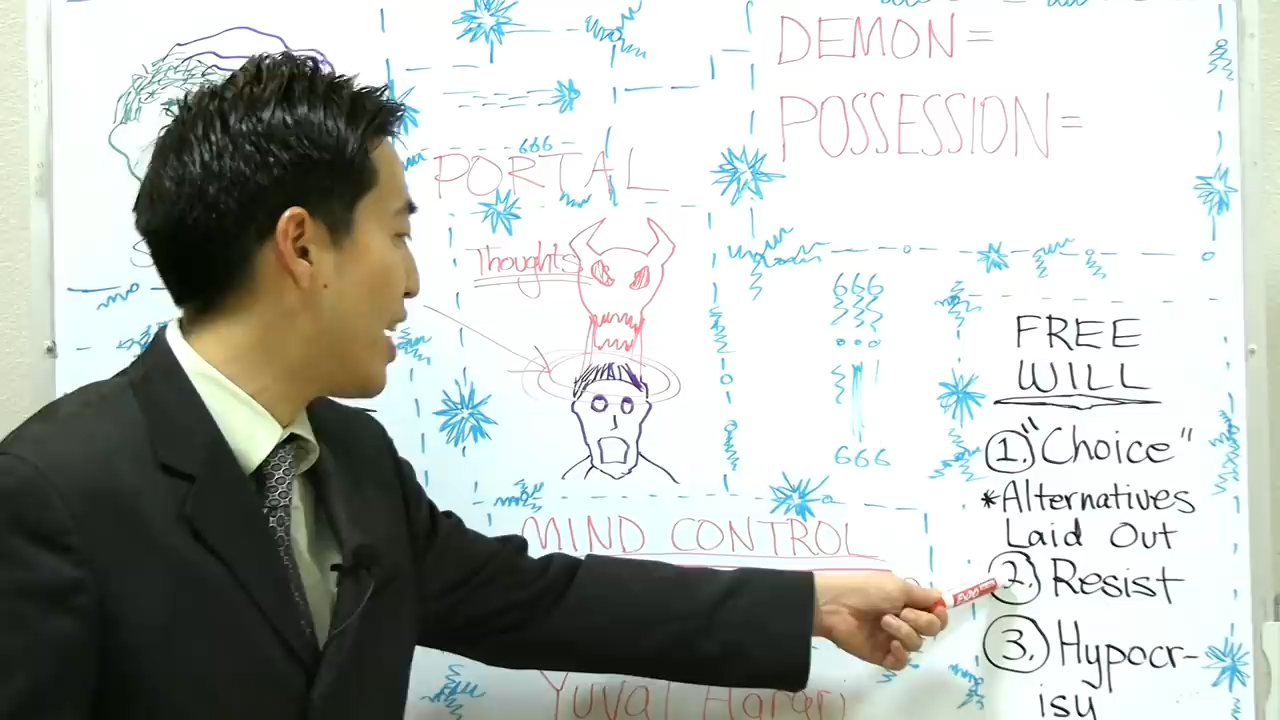 DEMON=
POSSESSION=
666
PORTAL
Thoughts
666
666
MIND CONTROL
Yuval Harari
FREE
WILL
1. "Choice"
*Alternatives
Laid Out
2. Resist
3. Hypocr-
isy
EXPO